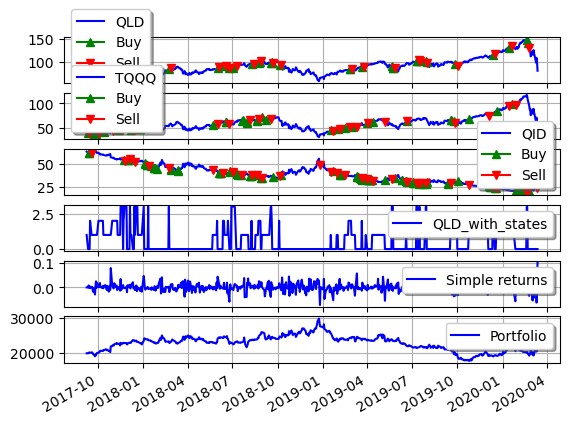 QLD
Buy
Sell
150
100
TQQQ
Buy
Sell
100
50
QID
Buy
Sell
50
25
QLD_with_states
2.5
0.0
Simple returns
0.1
0.0
Portfolio
30000
20000
2017-10
2018-01
2018-04
2018-07
2018-10
2019-01
2019-04
2019-07
2019-10
2020-01
2020-04